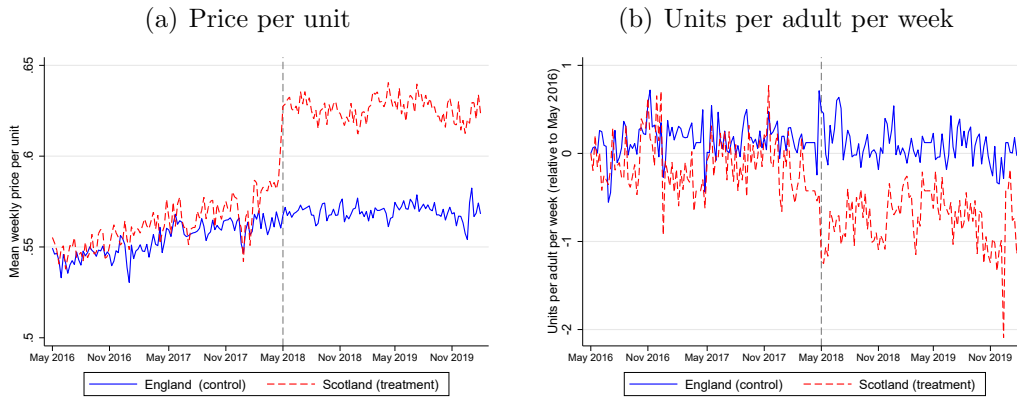 (a) Price per unit
Mean weekly price per unit
.65
.6
.55
.5
May 2016 Nov 2016 May 2017 Nov 2017 May 2018 Nov 2018 May 2019 Nov 2019
England (control) Scotland (treatment)
(b) Units per adult per week
Units per adult per week (relative to May 2016)
1
0
-1
-2
May 2016 Nov 2016 May 2017 Nov 2017 May 2018 Nov 2018 May 2019 Nov 2019
England (control) Scotland (treatment)